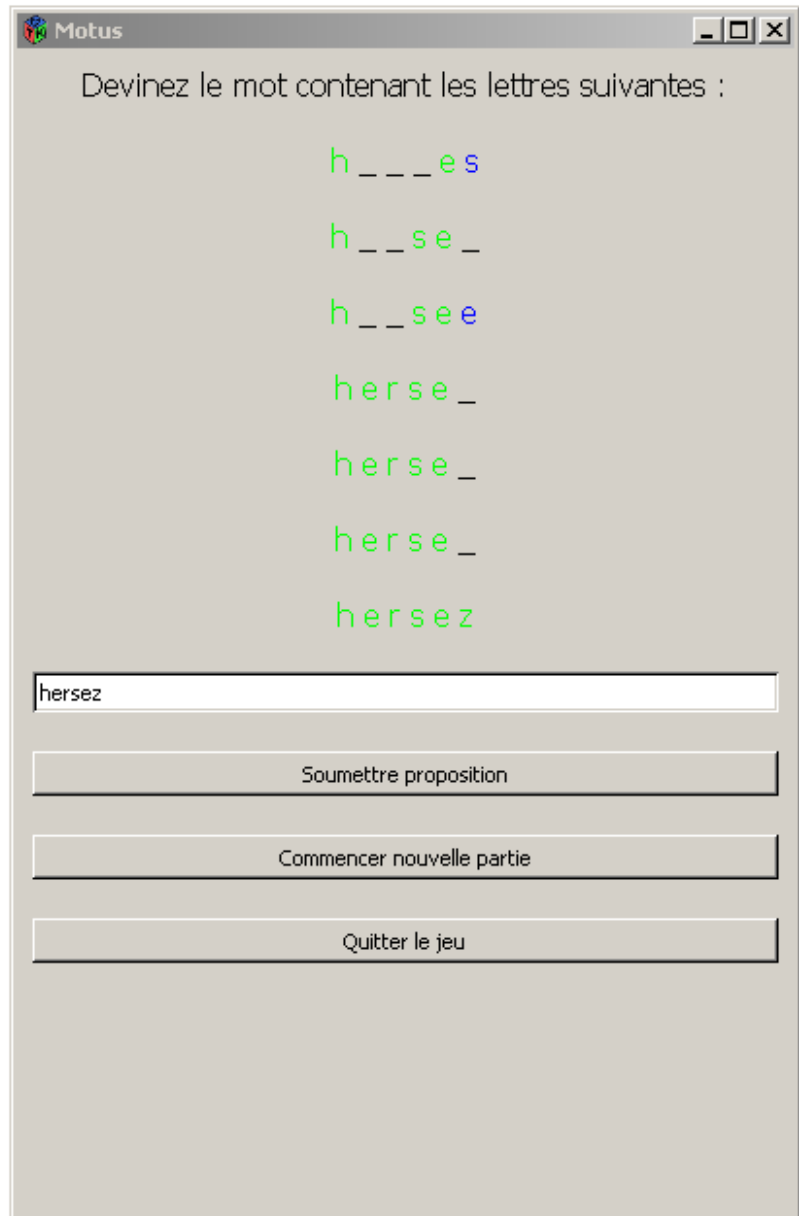 Motus
Devinez le mot contenant les lettres suivantes :
h _ _ _ e s
h _ _ s e _
h _ _ s e e
h e r s e _
h e r s e _
h e r s e _
h e r s e z
hersez
Soumettre proposition
Commencer nouvelle partie
Quitter le jeu